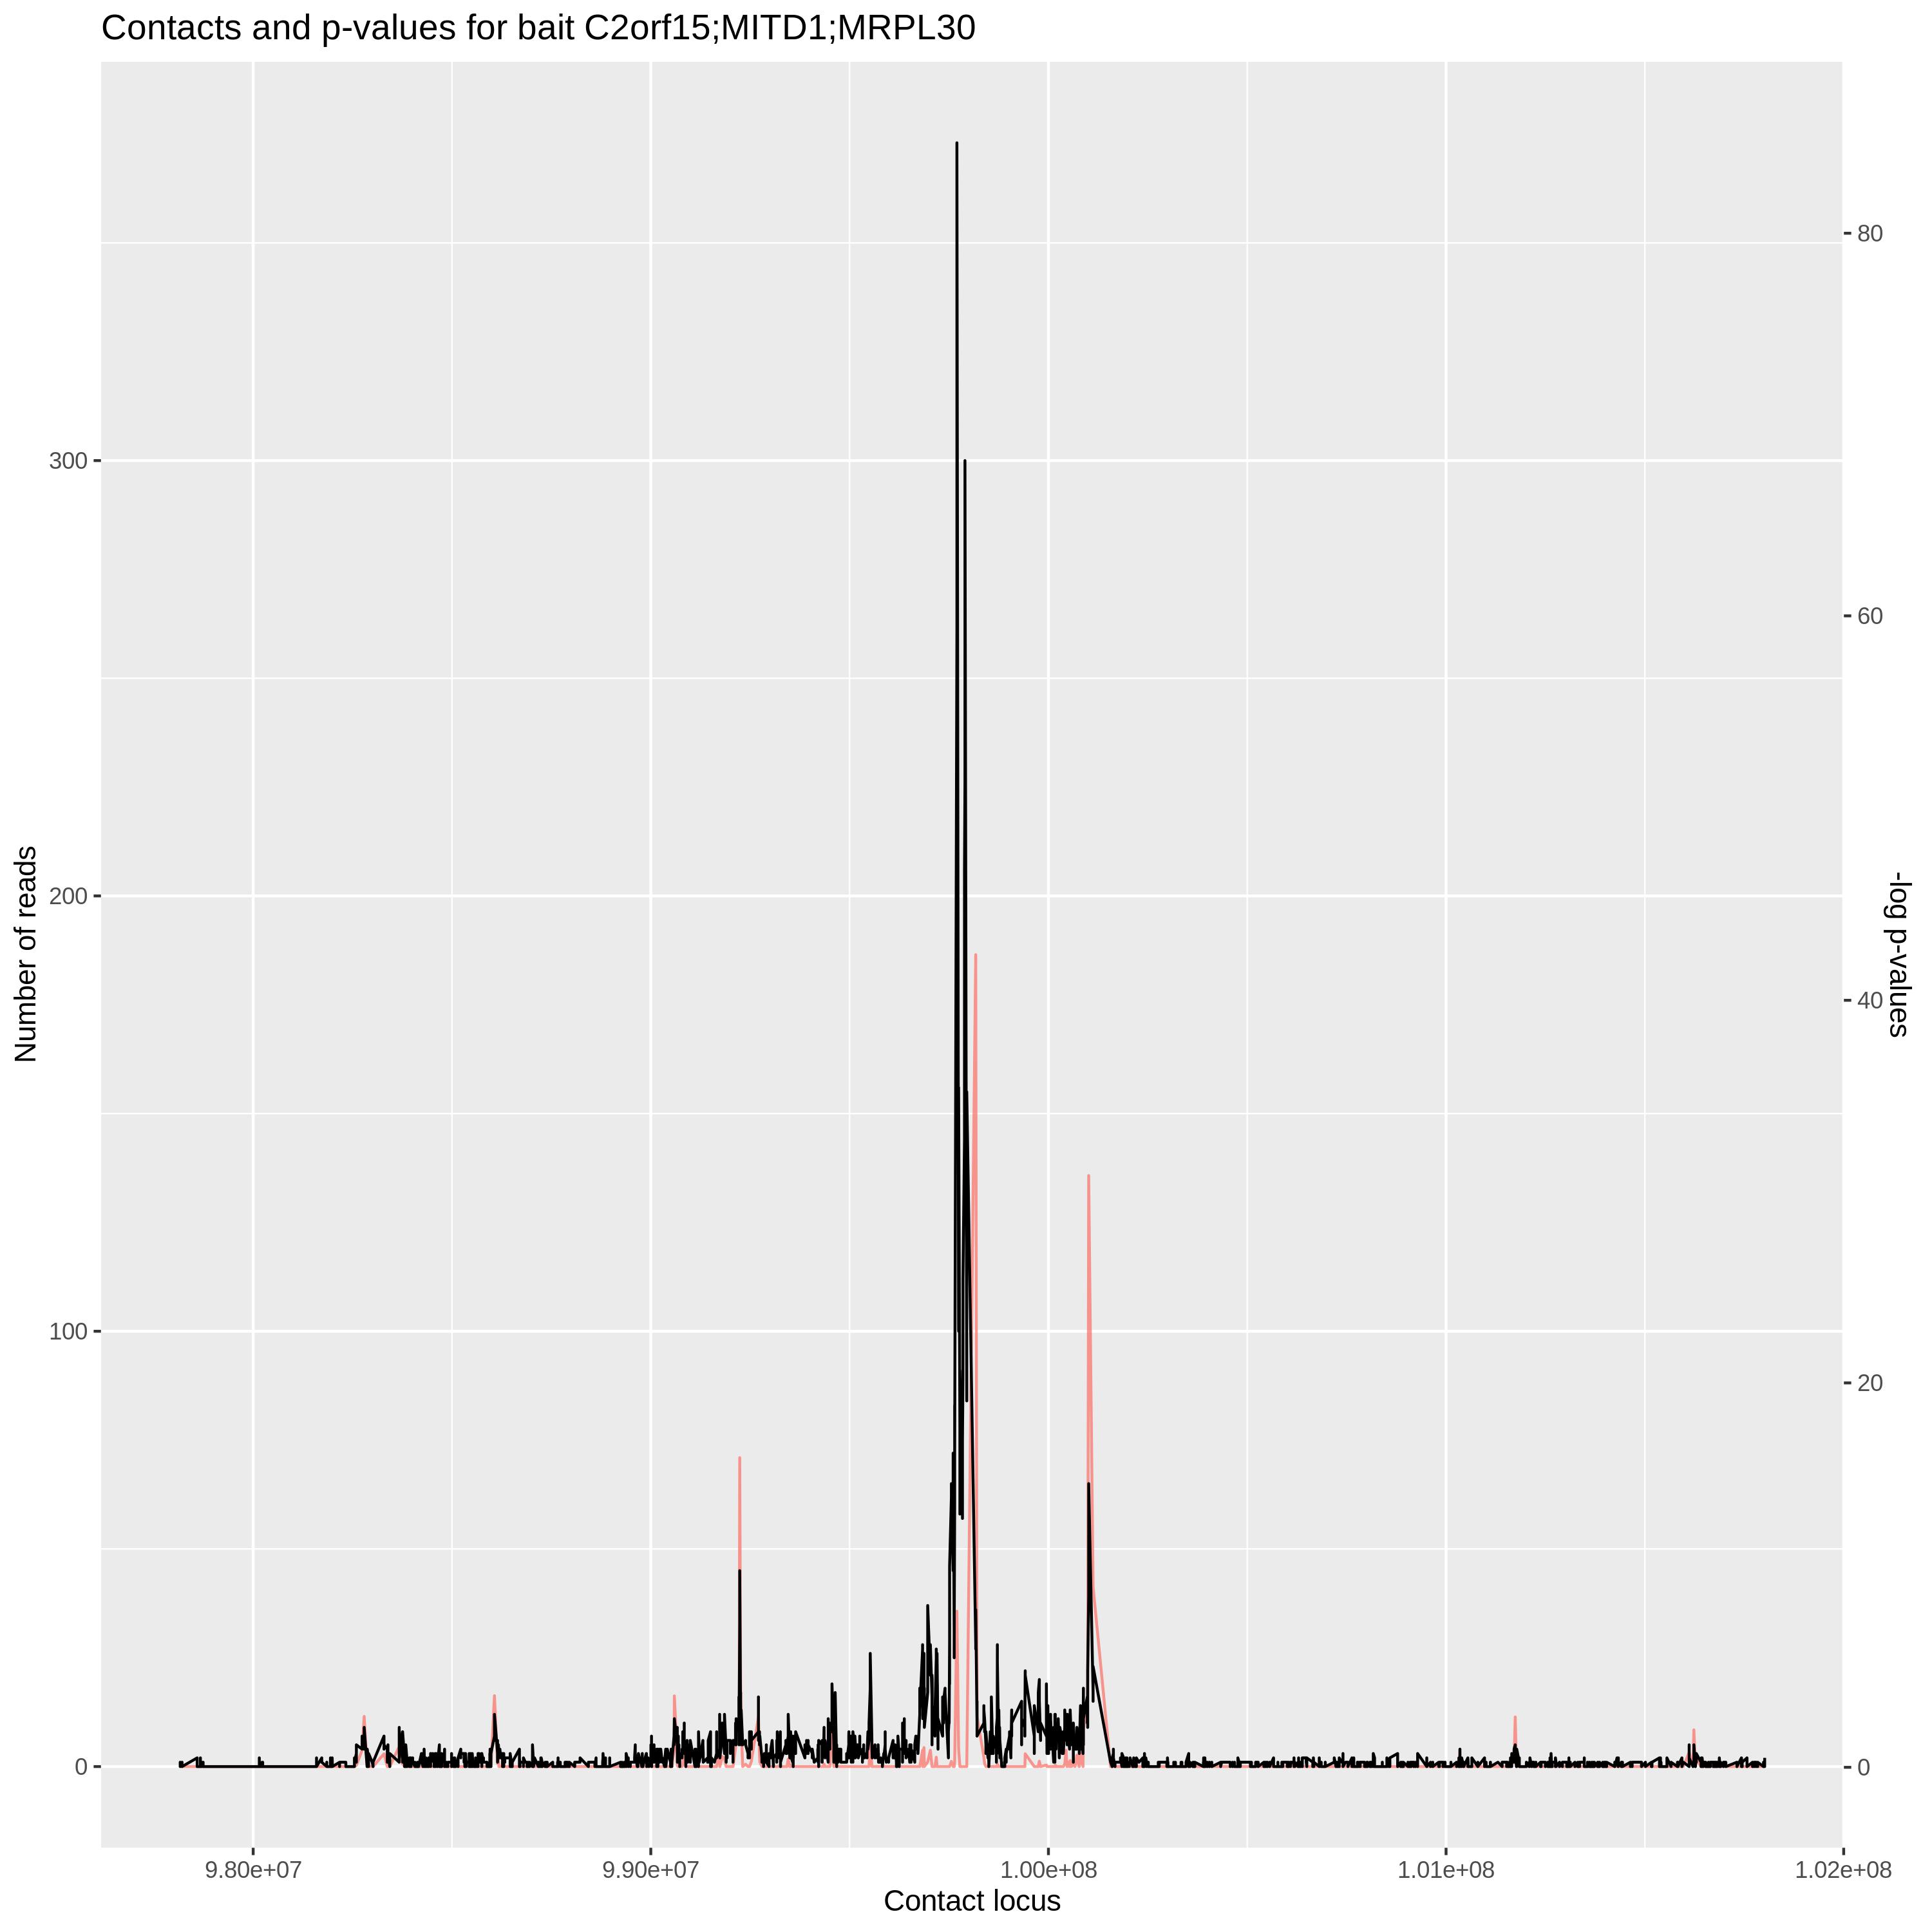 Contacts and p-values for bait C2orf15;MITD1;MRPL30
Number of reads
300
200
100
0
80
60
40
20
0
-log p-values
9.80e+07 9.90e+07 1.00e+08 1.01e+08 1.02e+08
Contact locus